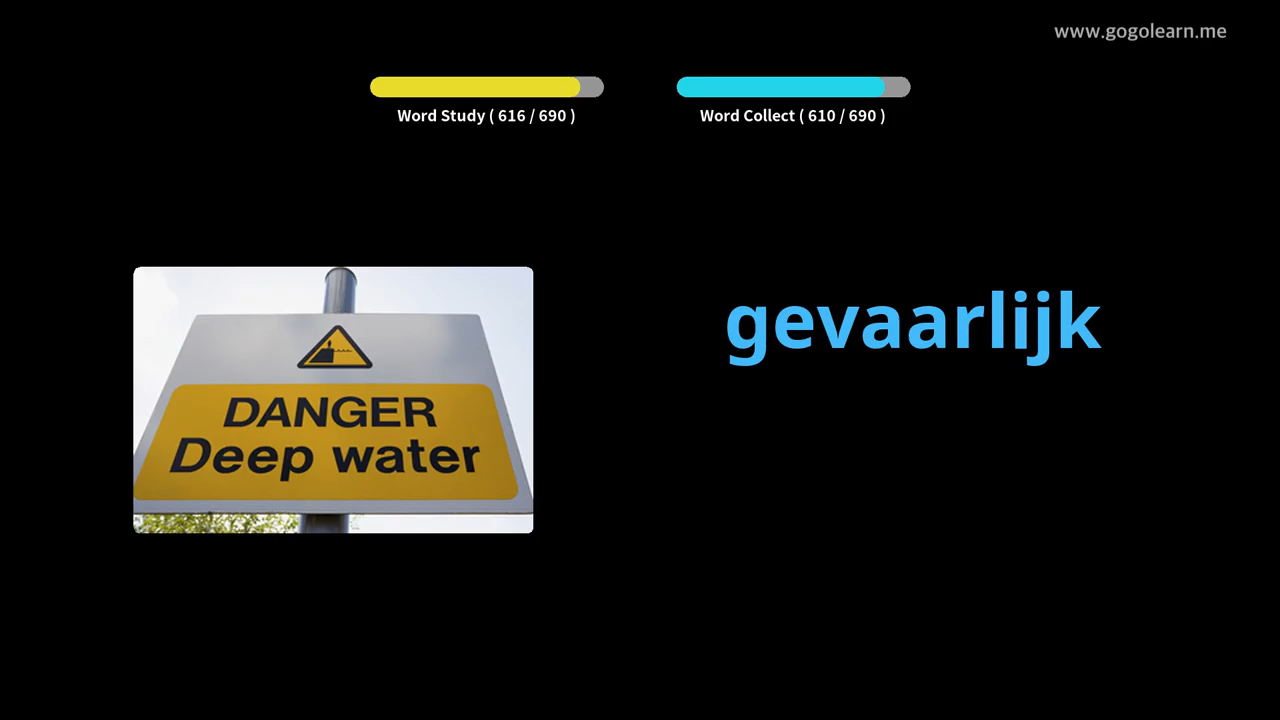 www.gogolearn.me
Word Study ( 616 / 690 )
Word Collect ( 610 / 690 )
DANGER
Deep water
gevaarlijk